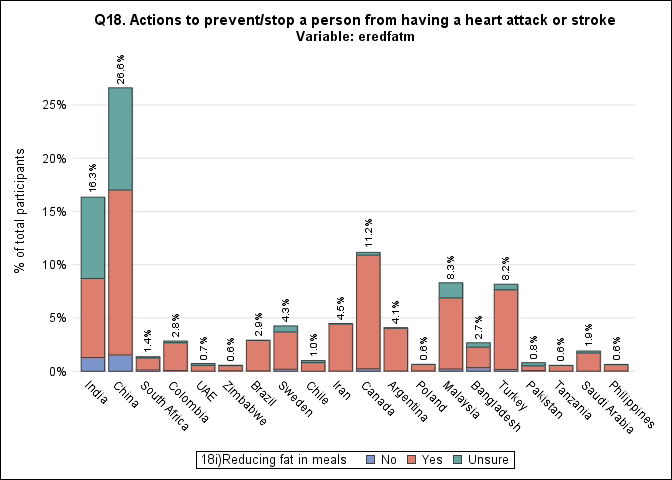 Q18. Actions to prevent/stop a person from having a heart attack or stroke
Variable: eredfatm
% of total participants
25%
20%
15%
10%
5%
0%
16.3%
26.6%
1.4%
2.8%
0.7%
0.6%
2.9%
4.3%
1.0%
4.5%
11.2%
4.1%
0.6%
8.3%
2.7%
8.2%
0.8%
0.6%
1.9%
0.6%
India
China
South Africa
Colombia
UAE
Zimbabwe
Brazil
Sweden
Chile
Iran
Canada
Argentina
Poland
Malaysia
Bangladesh
Turkey
Pakistan
Tanzania
Saudi Arabia
Philippines
18i)Reducing fat in meals No Yes Unsure